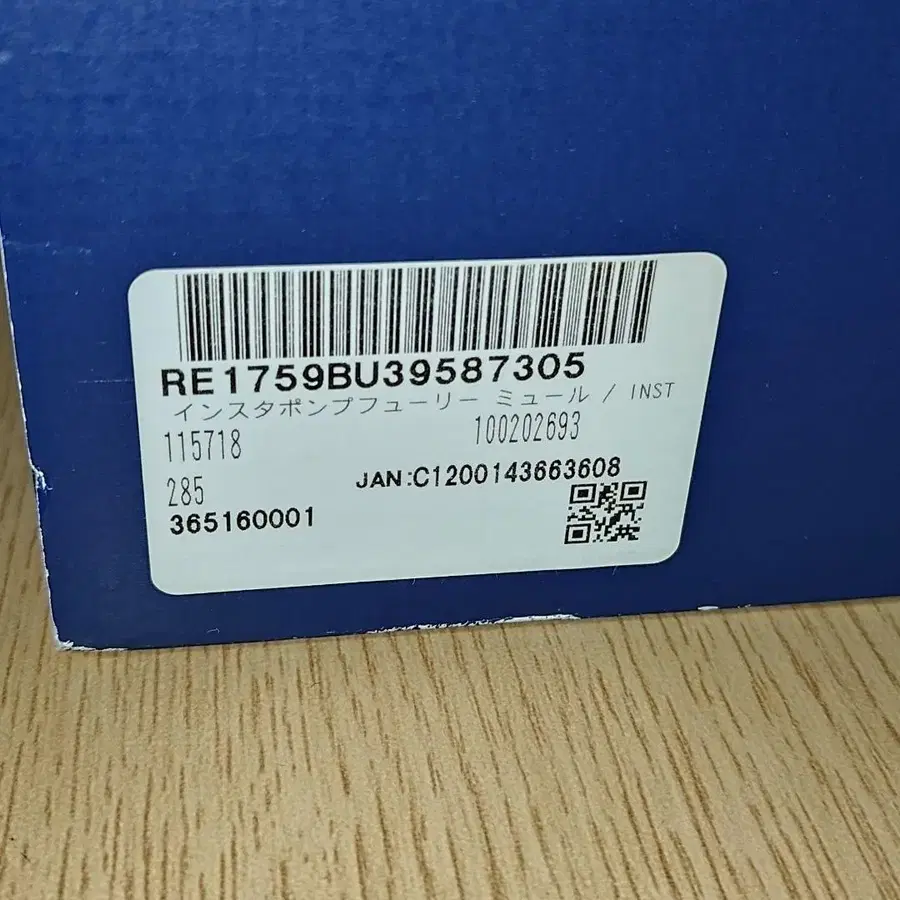 RE1759BU39587305
インスタポンプフューリー ミュール / INST
115718 100202693
285 JAN:C1200143663608
365160001